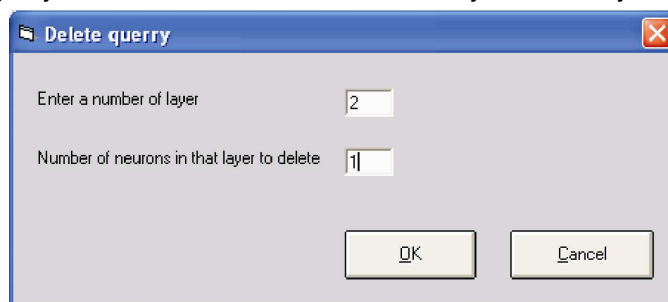 Delete querry
Enter a number of layer 2
Number of neurons in that layer to delete 1
OK Cancel